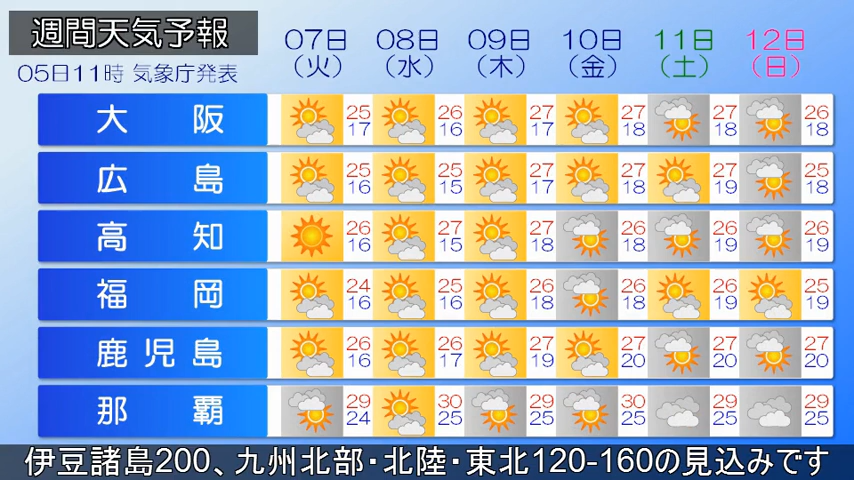 週間天気予報
05日11時 気象庁発表
07日 08日 09日 10日 11日 12日
(火) (水) (木) (金) (土) (日)
大阪 25 26 27 27 27 26
17 16 17 18 18 18
広島 25 25 27 27 27 25
16 15 17 18 19 18
高知 26 27 27 26 26 26
16 15 18 18 19 19
福岡 24 25 26 26 26 25
16 16 18 18 19 19
鹿児島 26 26 27 27 27 27
16 17 19 20 20 20
那覇 29 30 29 30 29 29
24 25 25 25 25 25
伊豆諸島200、九州北部・北陸・東北120-160の見込みです